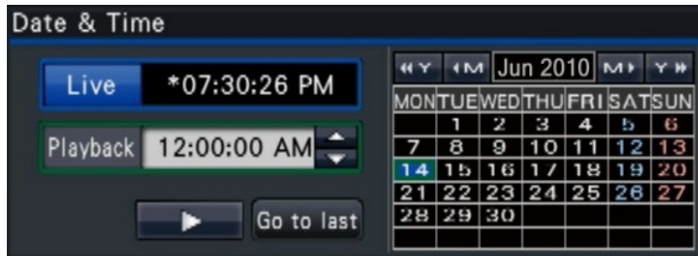 Date & Time
Live *07:30:26 PM
Playback 12:00:00 AM
Go to last
Y M Jun 2010 M Y
MON TUE WED THU FRI SAT SUN
1 2 3 4 5 6
7 8 9 10 11 12 13
14 15 16 17 18 19 20
21 22 23 24 25 26 27
28 29 30